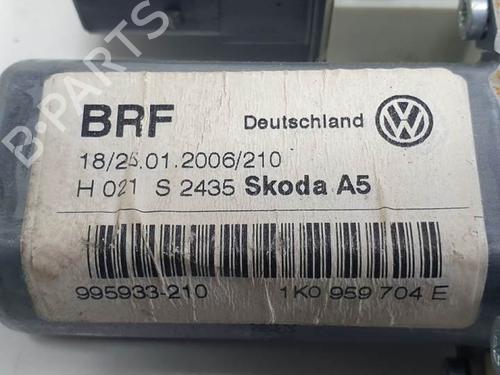 BRF Deutschland
18/25.01.2006/210
H 021 S 2435 Skoda A5
995933-210 1K0 959 704 E
B-PARTS